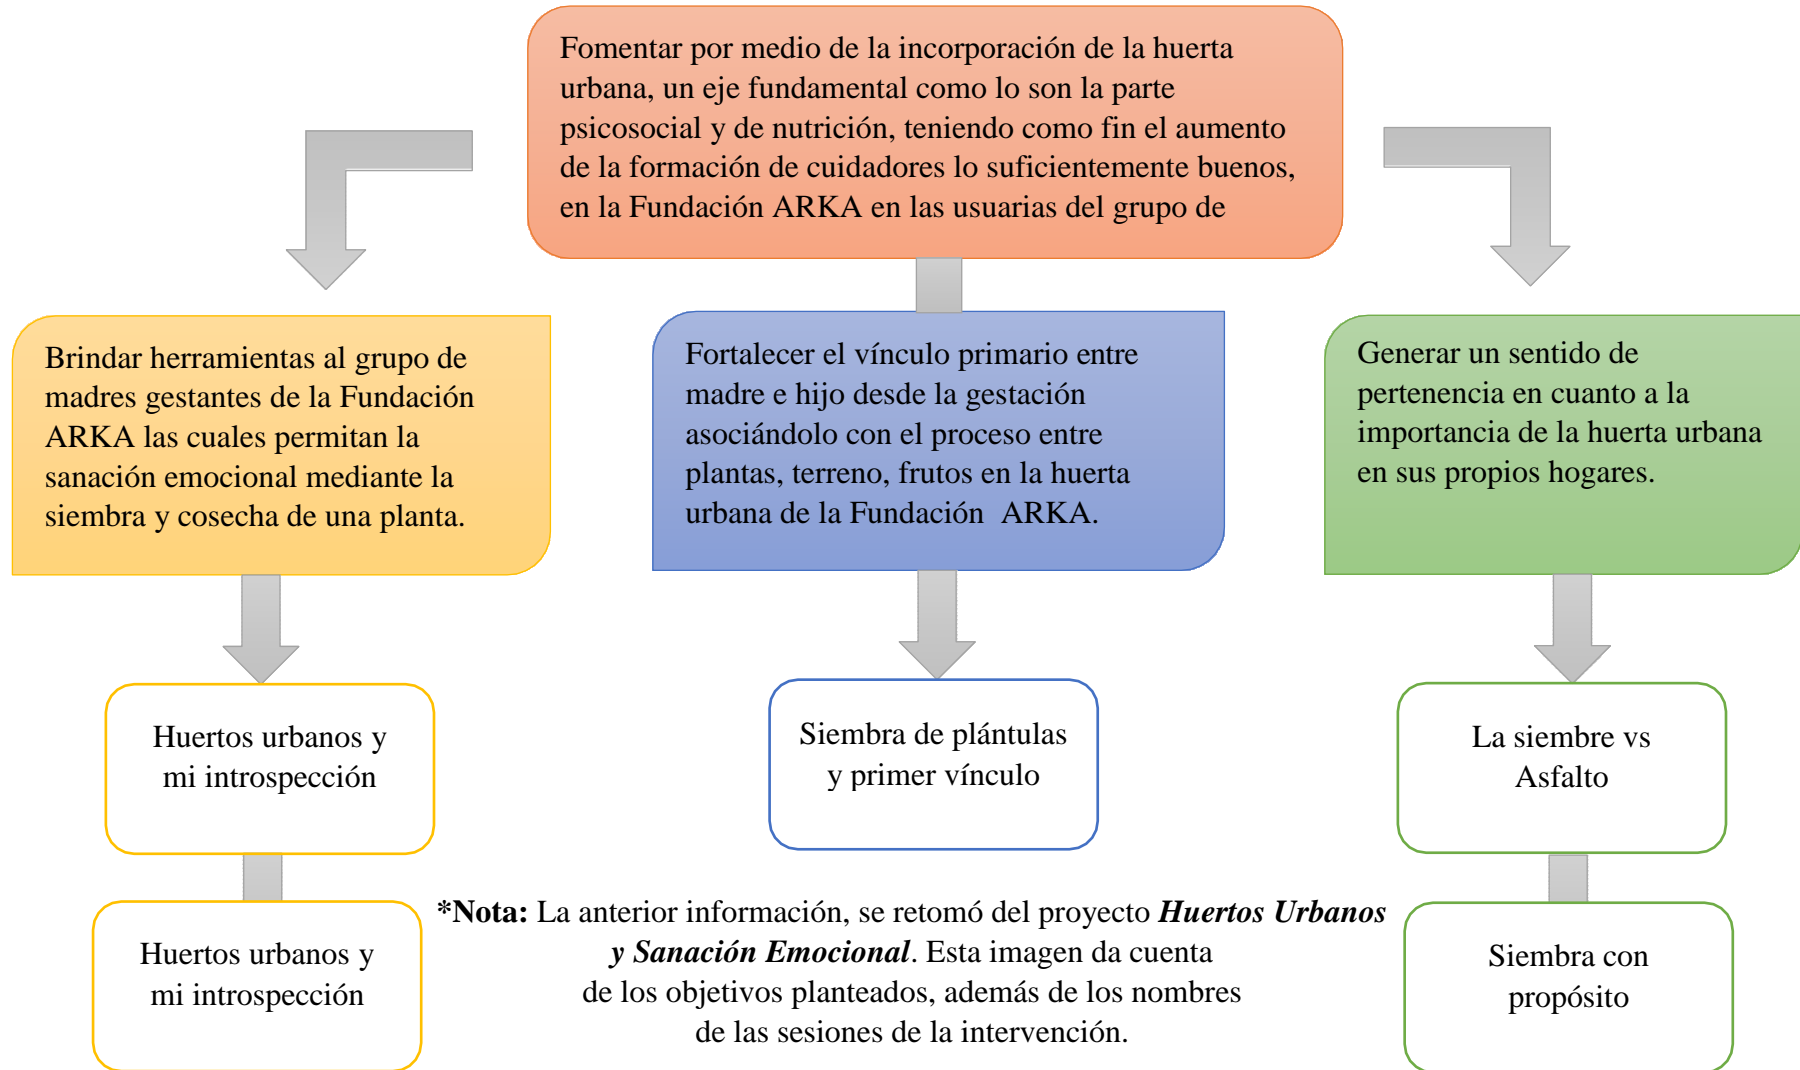 Fomentar por medio de la incorporación de la huerta
urbana, un eje fundamental como lo son la parte
psicosocial y de nutrición, teniendo como fin el aumento
de la formación de cuidadores lo suficientemente buenos,
en la Fundación ARKA en las usuarias del grupo de
Brindar herramientas al grupo de
madres gestantes de la Fundación
ARKA las cuales permitan la
sanación emocional mediante la
siembra y cosecha de una planta.
Fortalecer el vínculo primario entre
madre e hijo desde la gestación
asociándolo con el proceso entre
plantas, terreno, frutos en la huerta
urbana de la Fundación ARKA.
Generar un sentido de
pertenencia en cuanto a la
importancia de la huerta urbana
en sus propios hogares.
Huertos urbanos y
mi introspección
Siembra de plántulas
y primer vínculo
La siembre vs
Asfalto
Huertos urbanos y
mi introspección
*Nota: La anterior información, se retomó del proyecto Huertos Urbanos
y Sanación Emocional. Esta imagen da cuenta
de los objetivos planteados, además de los nombres
de las sesiones de la intervención.
Siembra con
propósito